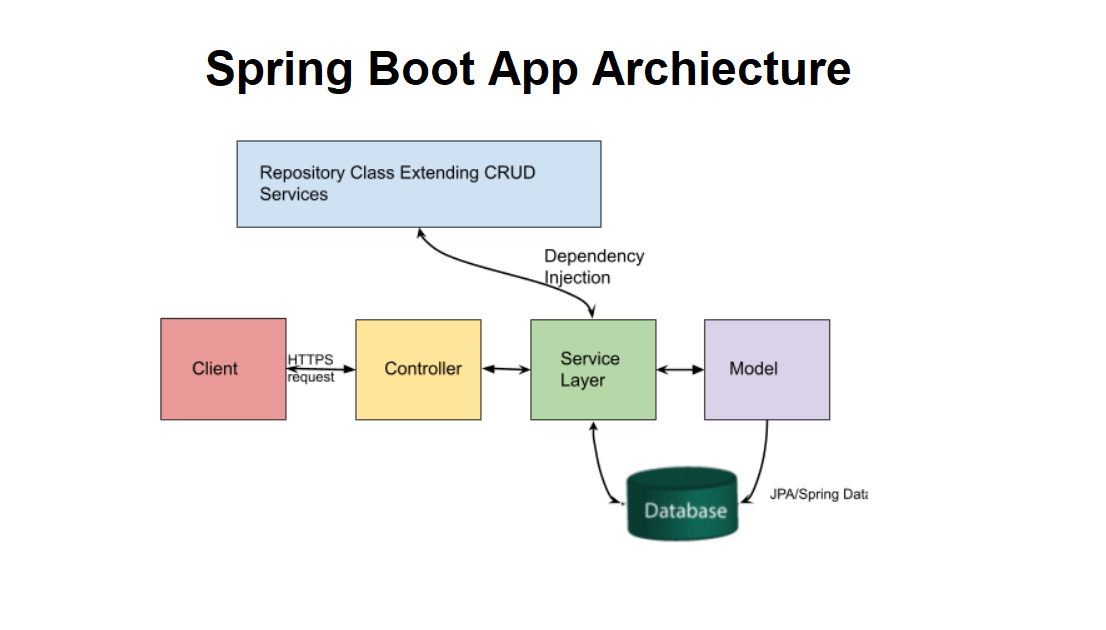 Spring Boot App Archiecture
Repository Class Extending CRUD
Services
Dependency
Injection
Client
HTTPS
request
Controller
Service
Layer
Model
JPA/Spring Data
Database